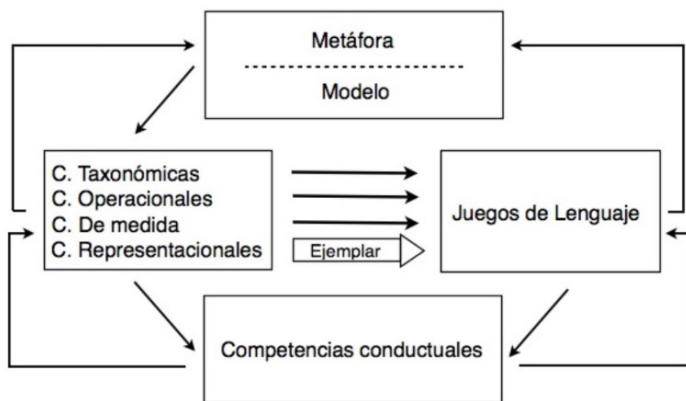 Metáfora
Modelo
C. Taxonómicas
C. Operacionales
C. De medida
C. Representacionales
Ejemplar
Juegos de Lenguaje
Competencias conductuales